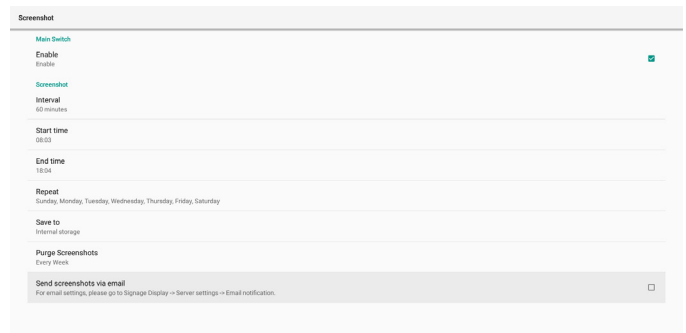 Screenshot
Main Switch
Enable
Enable
Screenshot
Interval
60 minutes
Start time
08:03
End time
18:04
Repeat
Sunday, Monday, Tuesday, Wednesday, Thursday, Friday, Saturday
Save to
Internal storage
Purge Screenshots
Every Week
Send screenshots via email
For email settings, please go to Signage Display -> Server settings -> Email notification.